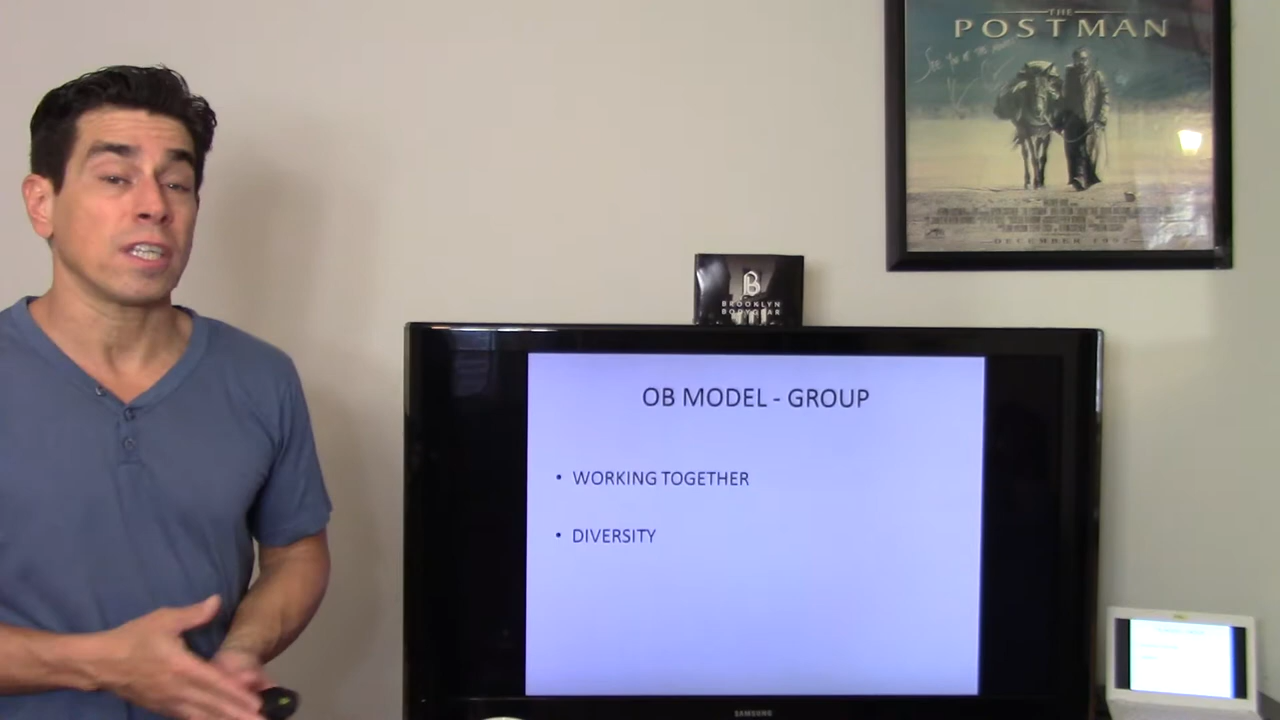 THE
POSTMAN
DECEMBER
B
BROOKLYN
BODYGEAR
OB MODEL - GROUP
• WORKING TOGETHER
• DIVERSITY
SAMSUNG